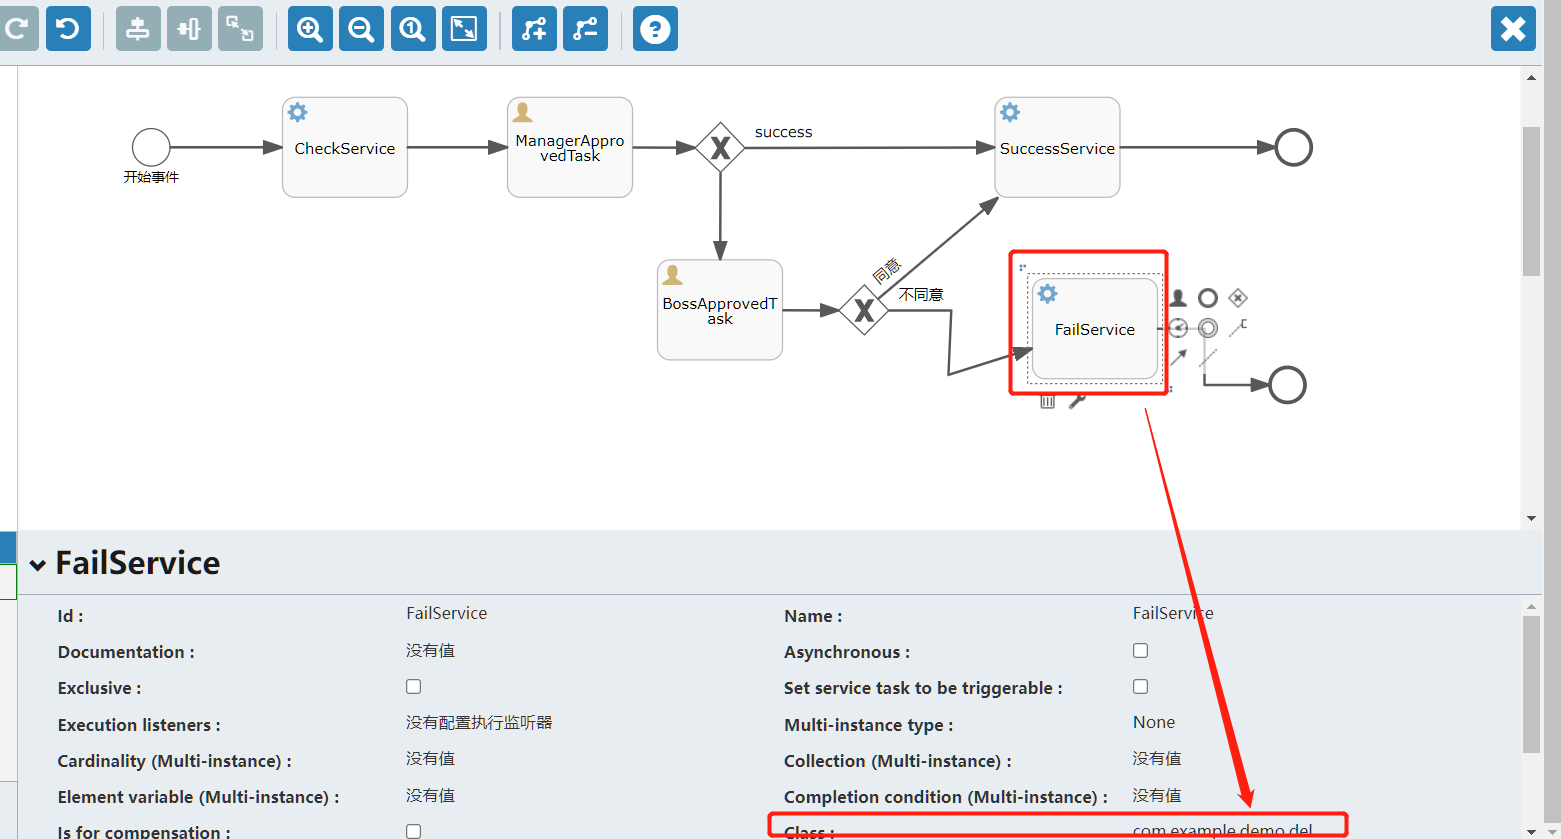 success
CheckService
ManagerAppro
vedTask
SuccessService
开始事件
同意
不同意
BossApprovedT
ask
FailService
FailService
Id :
FailService
Name :
FailService
Documentation :
没有值
Asynchronous :
Exclusive :
Set service task to be triggerable :
Execution listeners :
没有配置执行监听器
Multi-instance type :
None
Cardinality (Multi-instance) :
没有值
Collection (Multi-instance) :
没有值
Element variable (Multi-instance) :
没有值
Completion condition (Multi-instance) :
没有值
Is for compensation :
Class :
com.example.demo.del